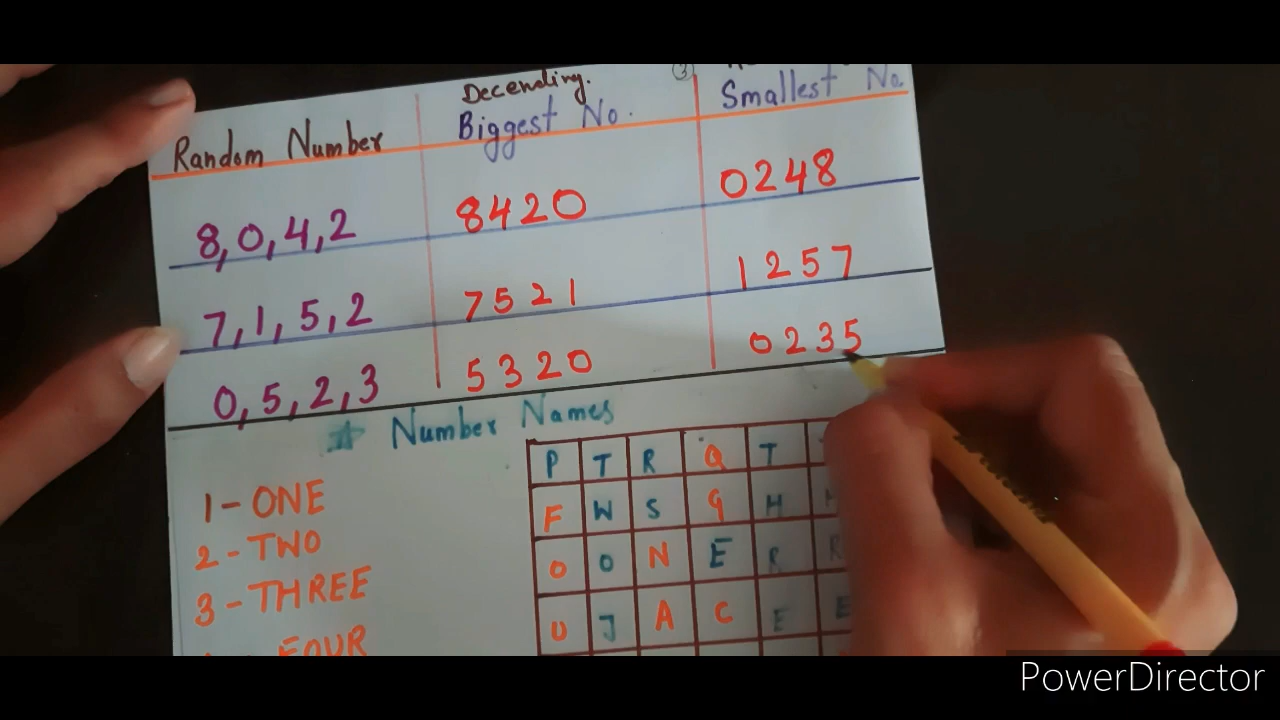 Decending.
③
Random Number
Biggest No.
Smallest No.
8,0,4,2
8420
0248
7,1,5,2
7521
1257
0,5,2,3
5320
0235
Number Names
1-ONE
2-TWO
3-THREE
FOUR
P T R Q T
F W S G H H
O O N E R R
U J A C E E
PowerDirector